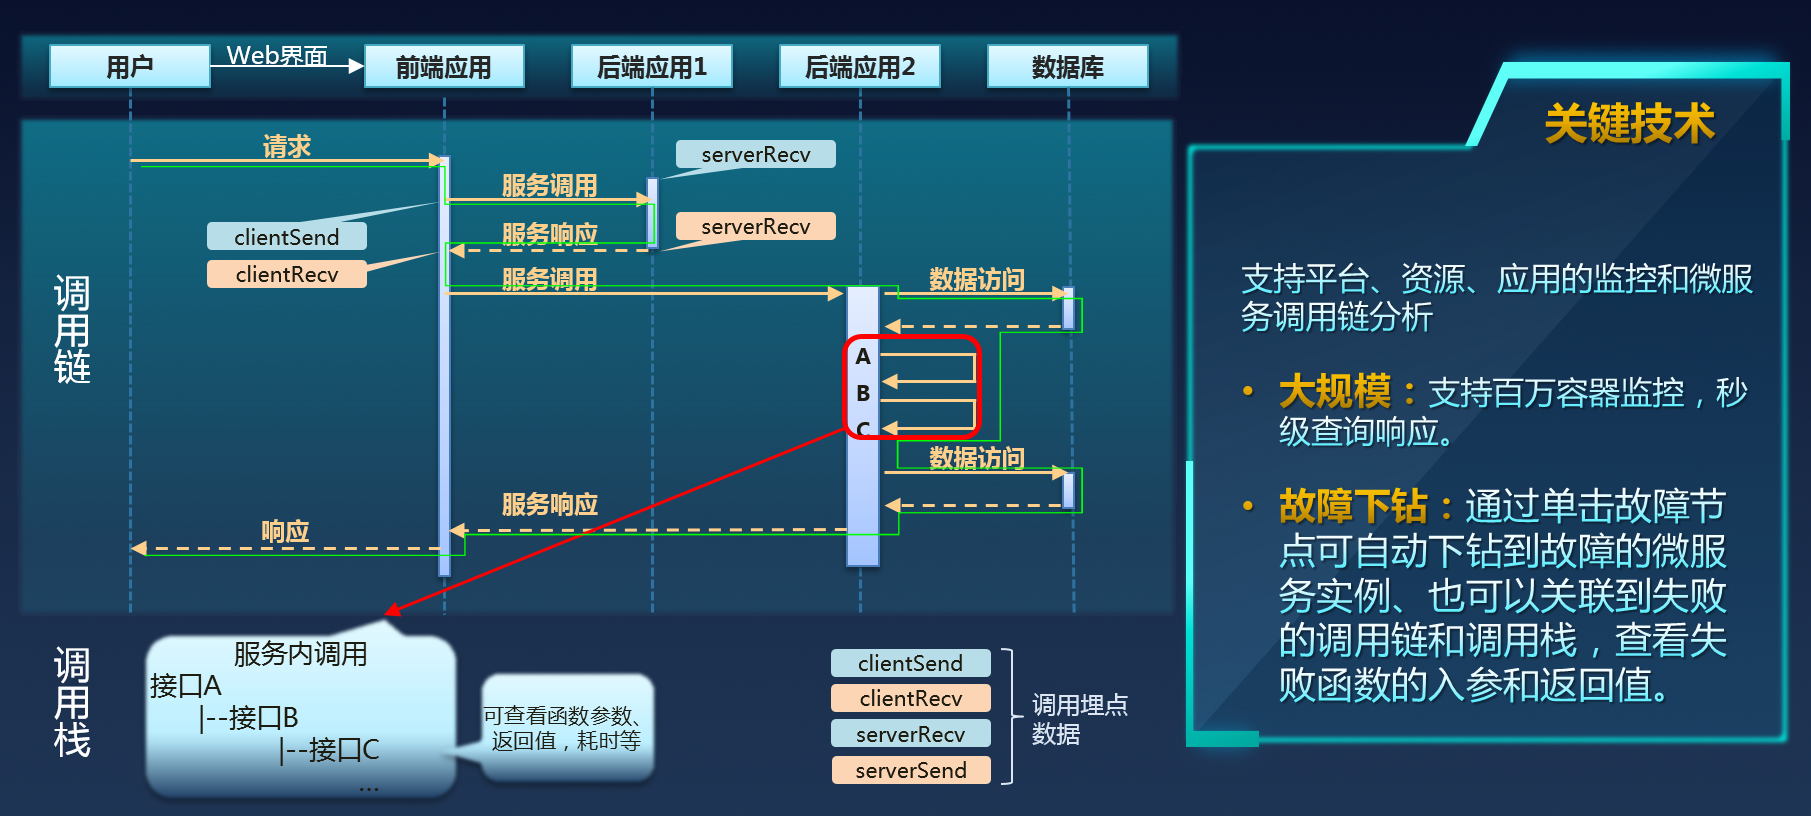 用户
Web界面
前端应用
后端应用1
后端应用2
数据库
调用链
请求
serverRecv
服务调用
clientSend
服务响应
serverRecv
clientRecv
服务调用
数据访问
A
B
C
数据访问
服务响应
响应
调用栈
服务内调用
接口A
|--接口B
|--接口C
...
可查看函数参数、
返回值，耗时等
clientSend
clientRecv
serverRecv
serverSend
调用埋点
数据
关键技术
支持平台、资源、应用的监控和微服
务调用链分析
• 大规模：支持百万容器监控，秒
级查询响应。
• 故障下钻：通过单击故障节
点可自动下钻到故障的微服
务实例、也可以关联到失败
的调用链和调用栈，查看失
败函数的入参和返回值。